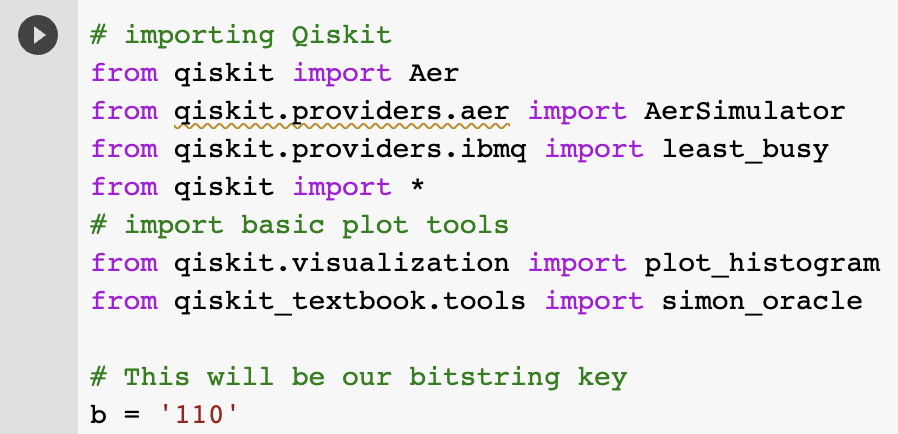 # importing Qiskit
from qiskit import Aer
from qiskit.providers.aer import AerSimulator
from qiskit.providers.ibmq import least_busy
from qiskit import *
# import basic plot tools
from qiskit.visualization import plot_histogram
from qiskit_textbook.tools import simon_oracle
# This will be our bitstring key
b = '110'